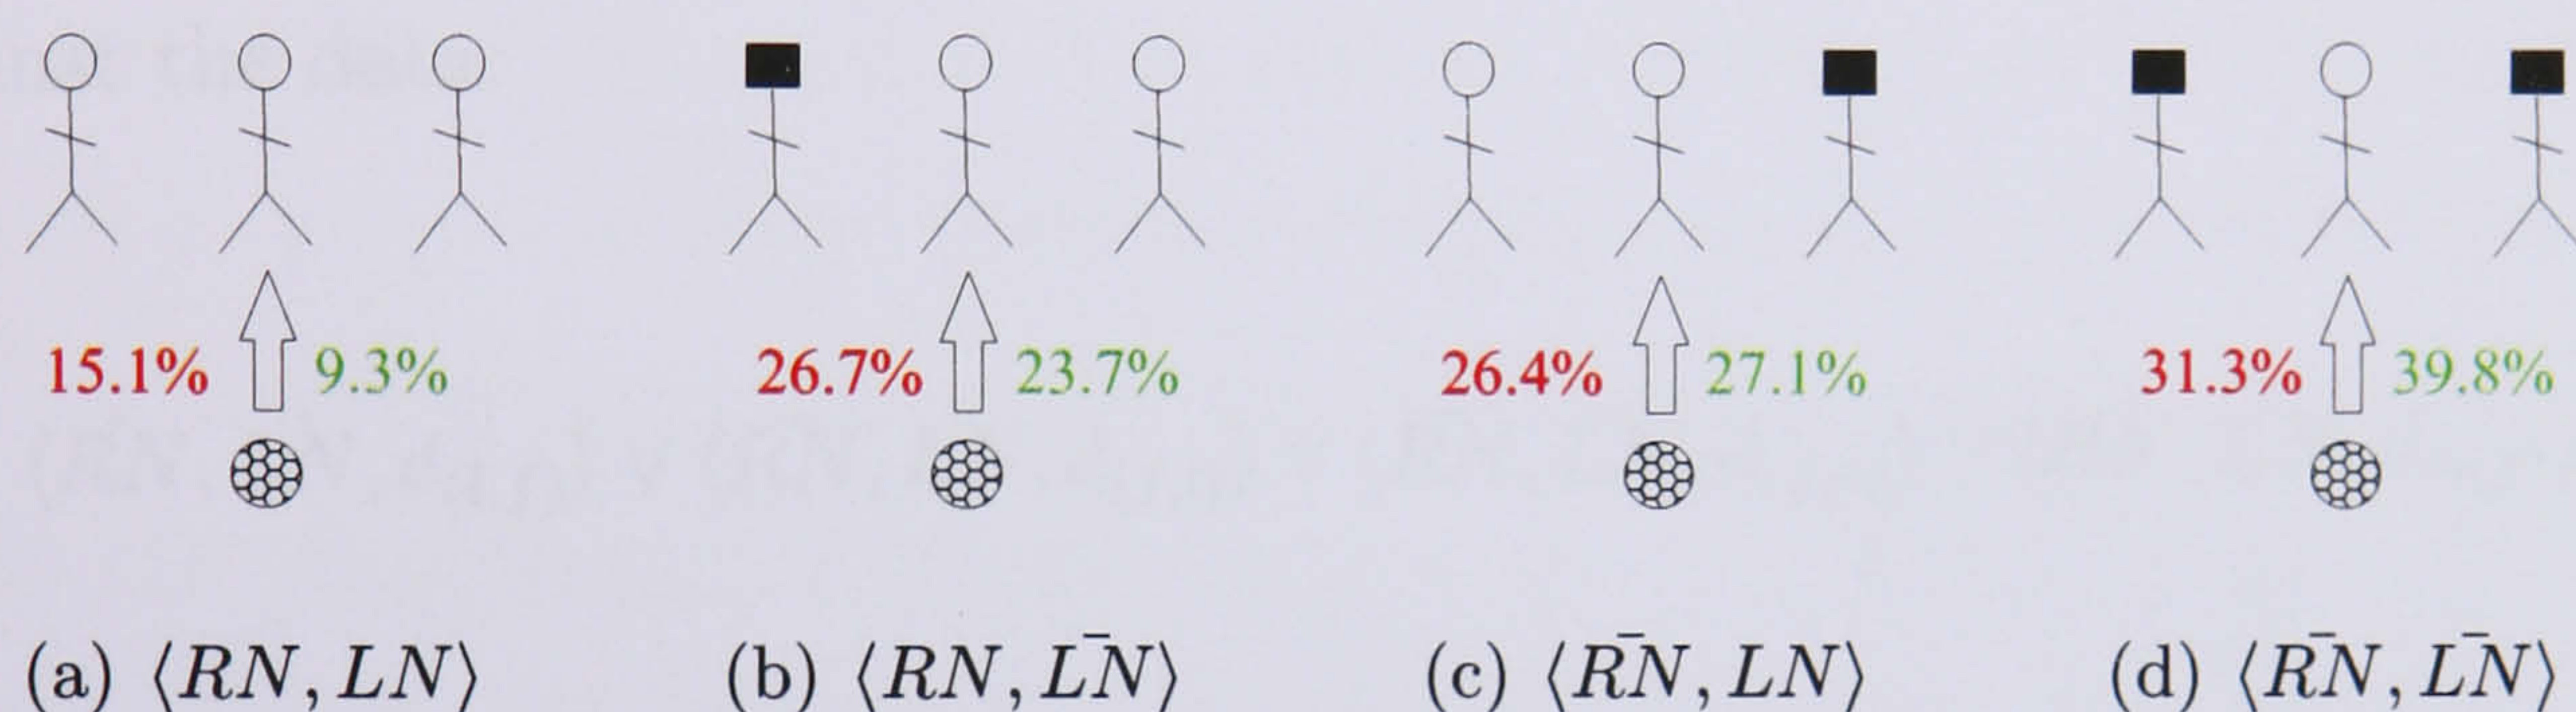 15.1% 9.3% 26.7% 23.7% 26.4% 27.1% 31.3% 39.8%
(a) ⟨RN, LN⟩ (b) ⟨RN, L̄N⟩ (c) ⟨R̄N, LN⟩ (d) ⟨R̄N, L̄N⟩